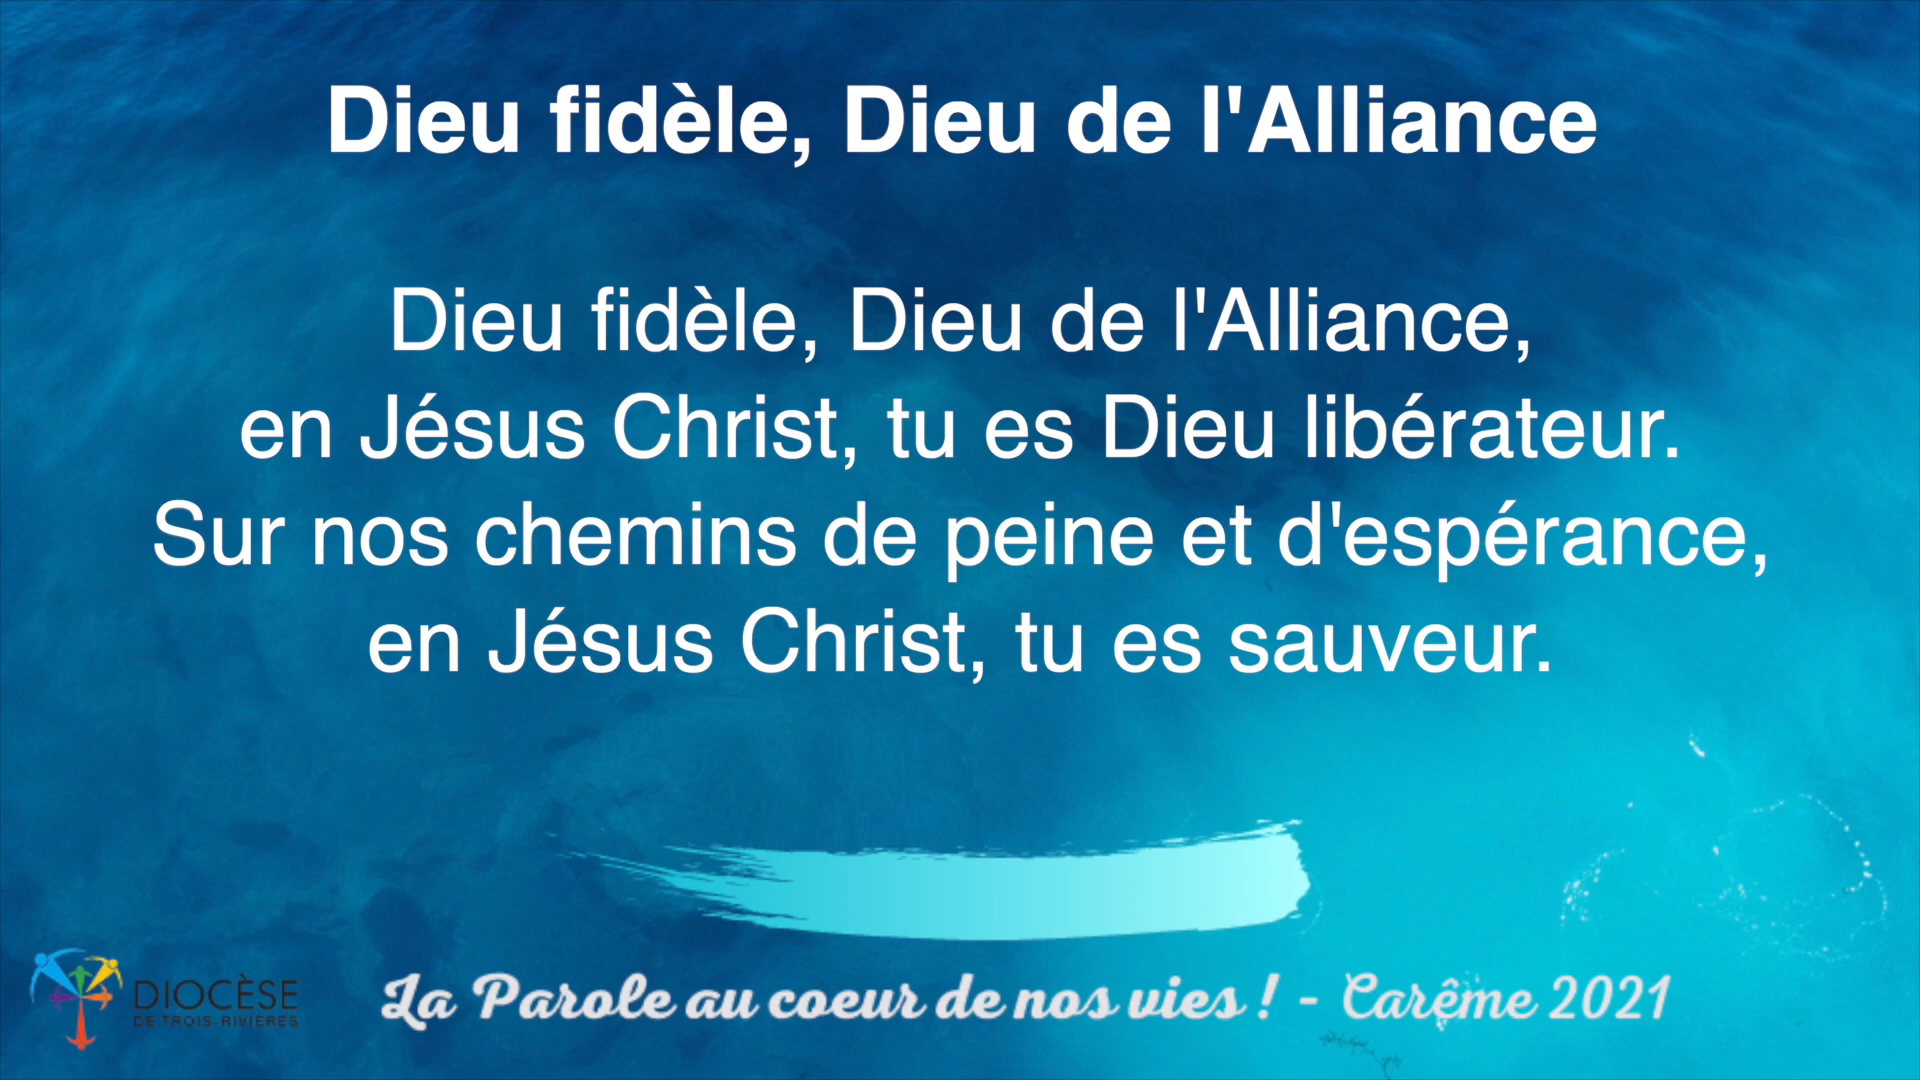 Dieu fidèle, Dieu de l'Alliance
Dieu fidèle, Dieu de l'Alliance,
en Jésus Christ, tu es Dieu libérateur.
Sur nos chemins de peine et d'espérance,
en Jésus Christ, tu es sauveur.
DIOCÈSE
DE TROIS-RIVIÈRES
La Parole au coeur de nos vies ! - Carême 2021